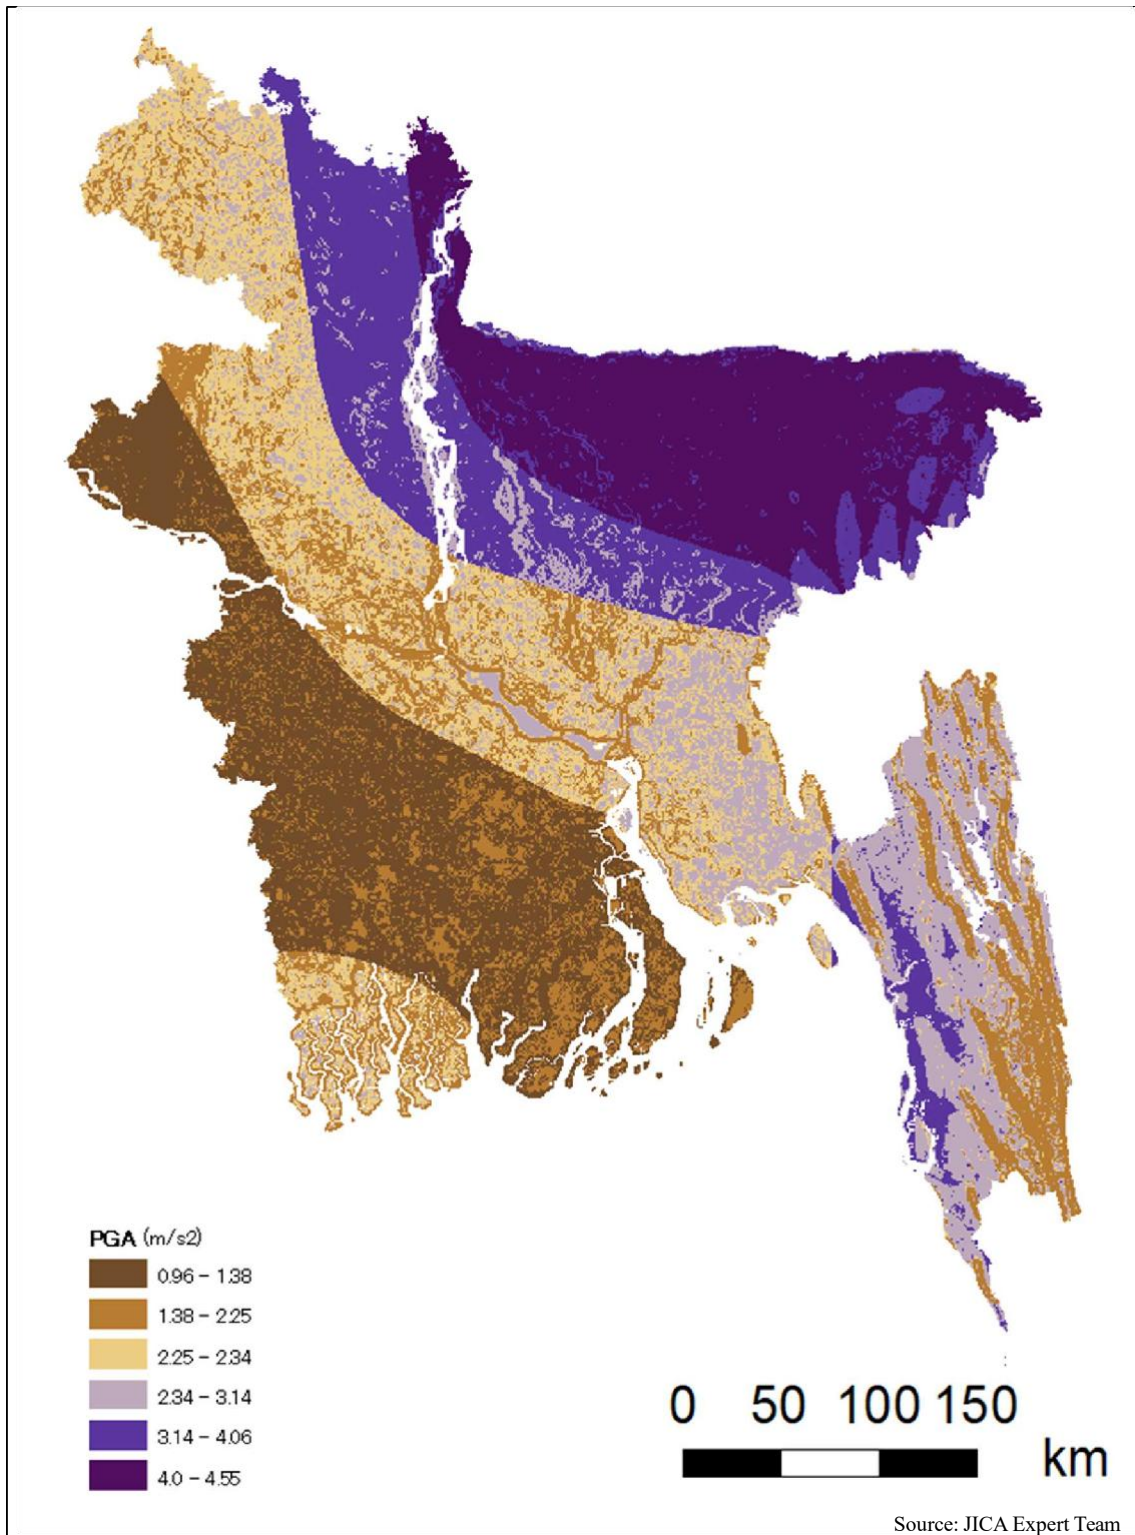 PGA (m/s2)
0.96 – 1.38
1.38 – 2.25
2.25 – 2.34
2.34 – 3.14
3.14 – 4.06
4.0 – 4.55
0 50 100 150
km
Source: JICA Expert Team